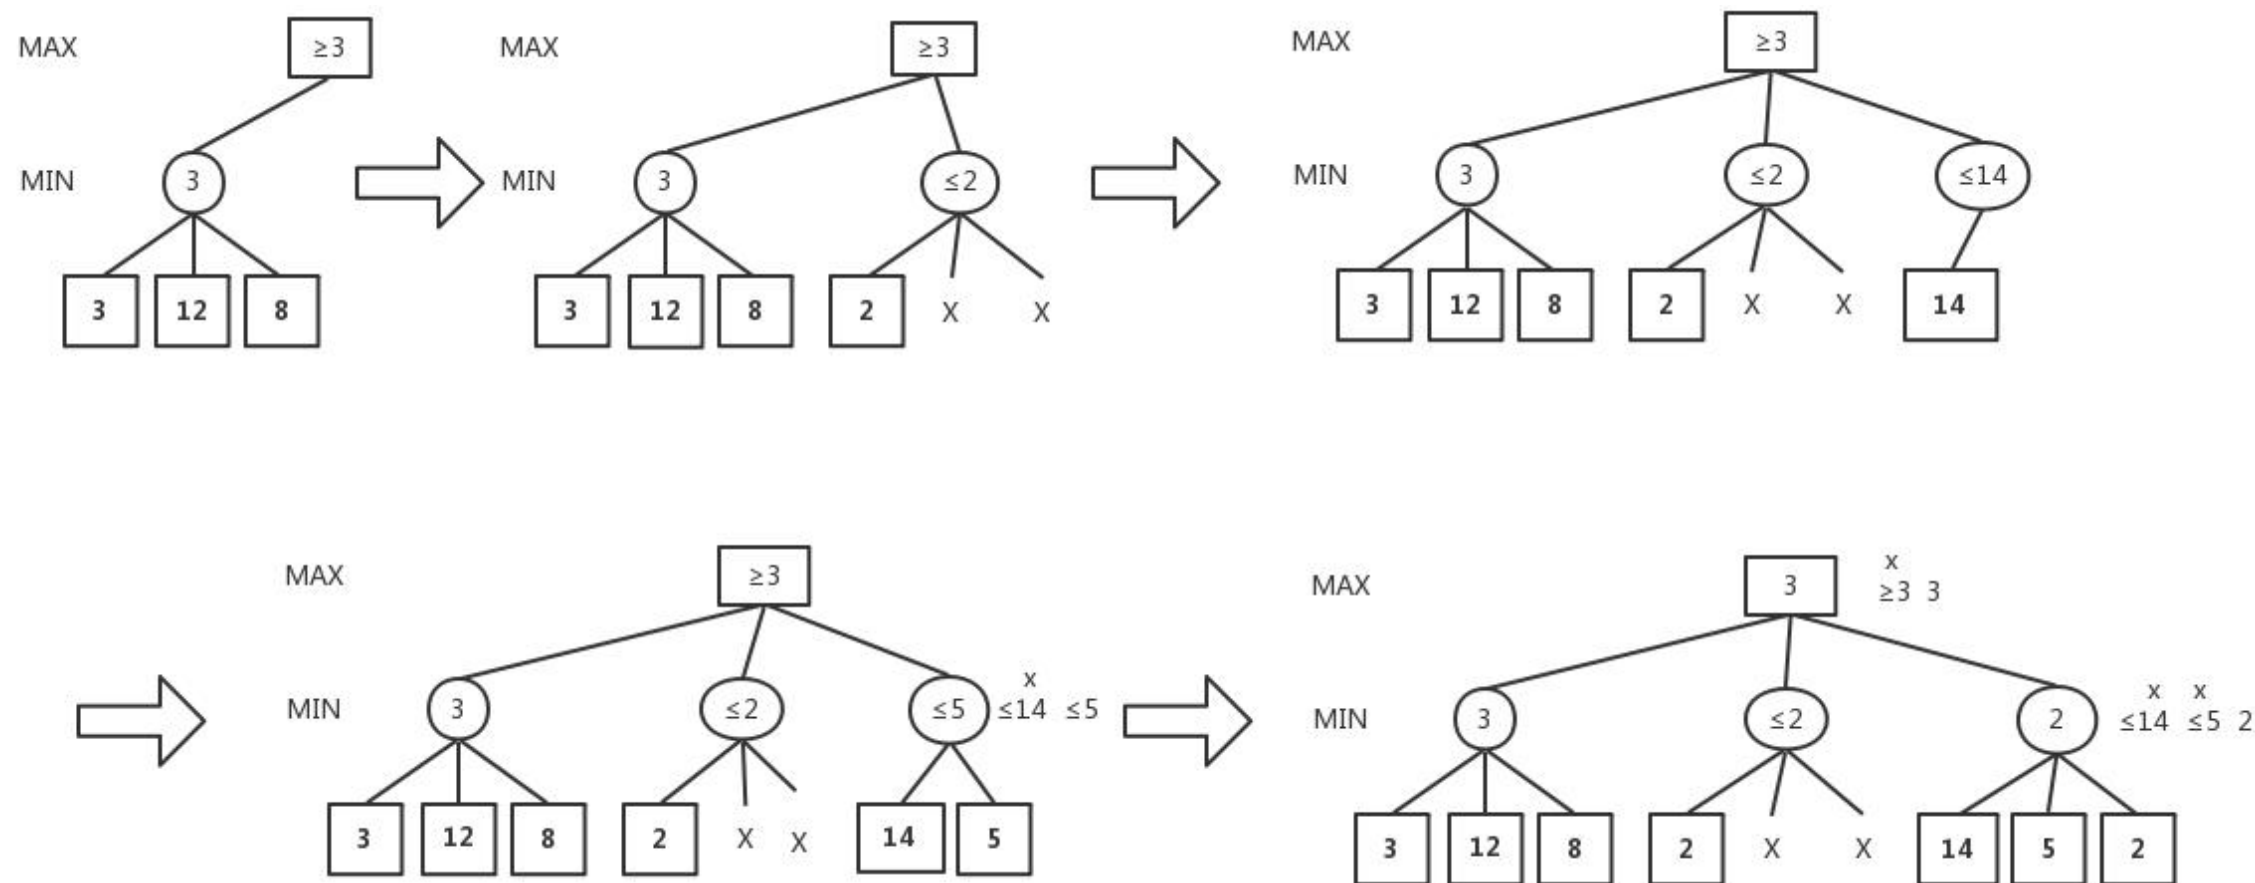 MAX ≥3
MIN 3
3 12 8
MAX ≥3
MIN 3 ≤2
3 12 8 2 X X
MAX ≥3
MIN 3 ≤2 ≤14
3 12 8 2 X X 14
MAX ≥3
x
MIN 3 ≤2 ≤5 ≤14 ≤5
3 12 8 2 X X 14 5
x
MAX 3 ≥3 3
x x
MIN 3 ≤2 2 ≤14 ≤5 2
3 12 8 2 X X 14 5 2